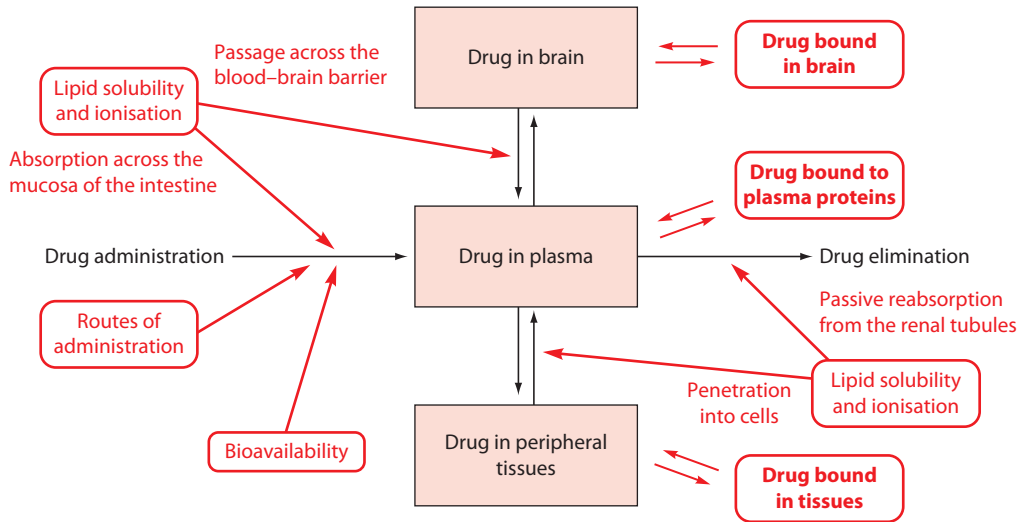 Drug in brain
Drug bound
in brain
Passage across the
blood–brain barrier
Lipid solubility
and ionisation
Absorption across the
mucosa of the intestine
Drug bound to
plasma proteins
Drug administration
Drug in plasma
Drug elimination
Routes of
administration
Passive reabsorption
from the renal tubules
Lipid solubility
and ionisation
Penetration
into cells
Bioavailability
Drug in peripheral
tissues
Drug bound
in tissues